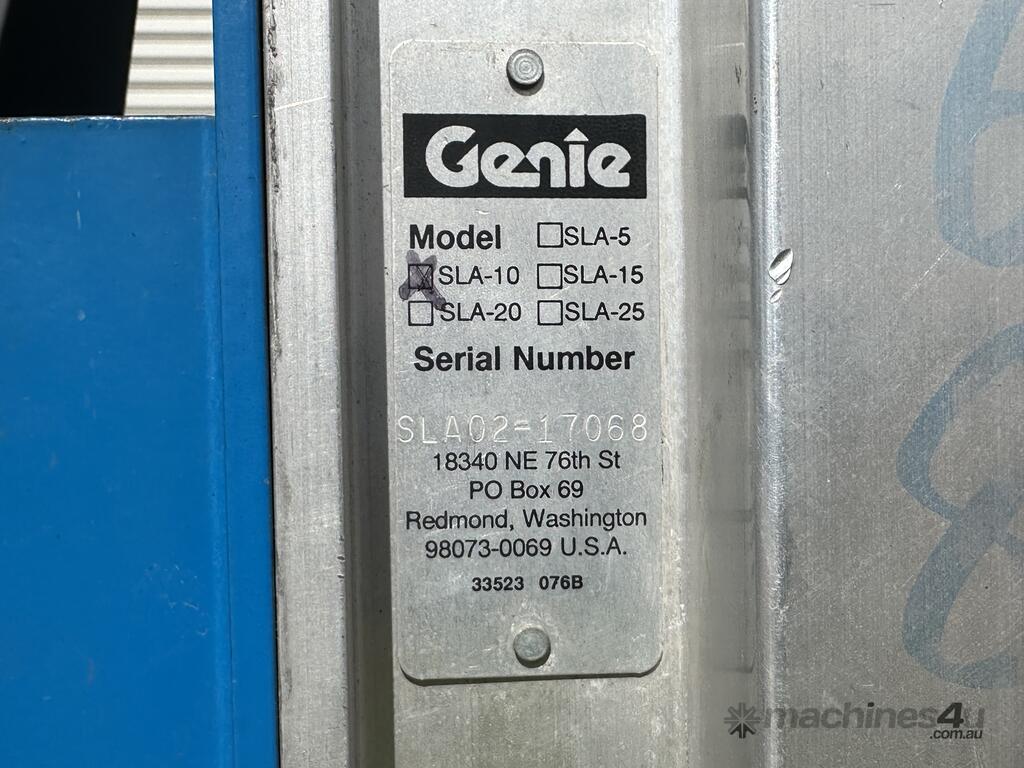 Genie
Model □SLA-5
☒SLA-10 □SLA-15
□SLA-20 □SLA-25
Serial Number
SLA02=17068
18340 NE 76th St
PO Box 69
Redmond, Washington
98073-0069 U.S.A.
33523 076B
machines4u
.com.au